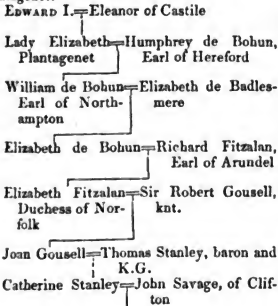 EDWARD I.=Eleanor of Castile
Lady Elizabeth=Humphrey de Bohun,
Plantagenet Earl of Hereford
William de Bohun=Elizabeth de Badles-
Earl of North- mere
ampton
Elizabeth de Bohun=Richard Fitzalan,
Earl of Arundel
Elizabeth Fitzalan=Sir Robert Gousell,
Duchess of Nor- knt.
folk
Joan Gousell=Thomas Stanley, baron and
K.G.
Catherine Stanley=John Savage, of Clif-
ton